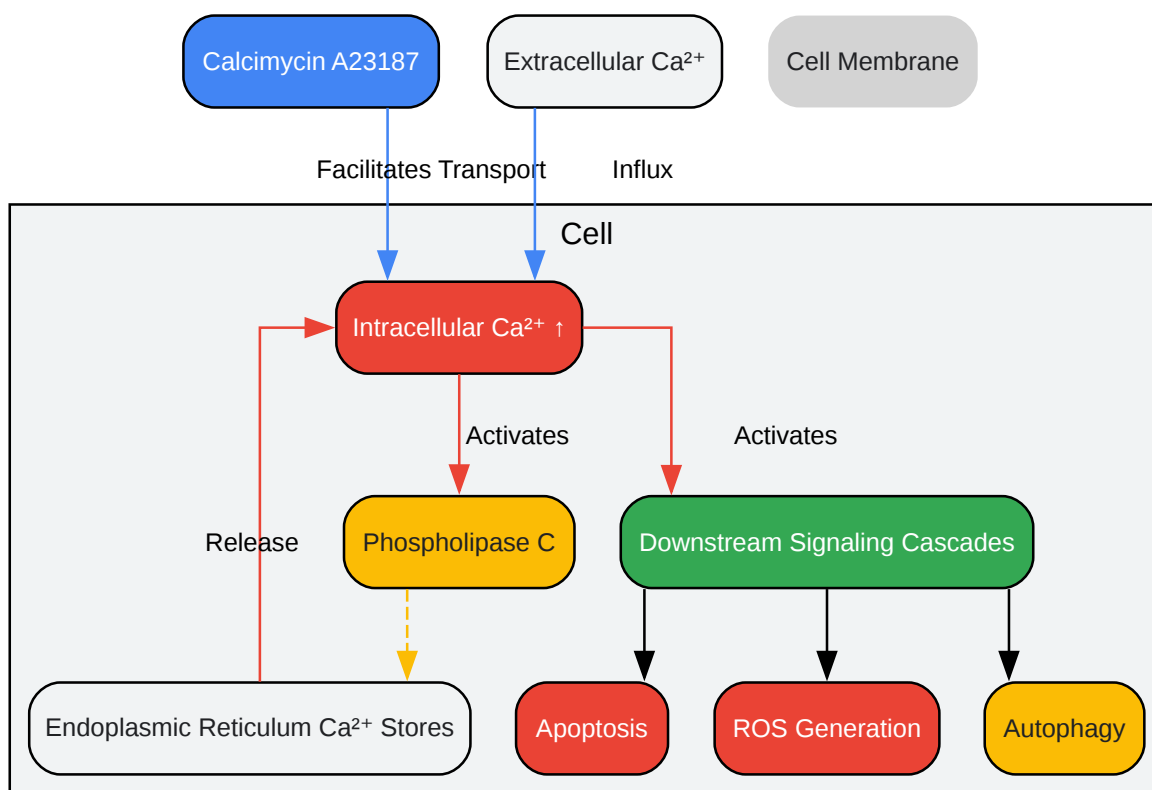 Calcimycin A23187
Extracellular Ca²⁺
Cell Membrane
Facilitates Transport
Influx
Cell
Intracellular Ca²⁺ ↑
Activates
Activates
Release
Phospholipase C
Downstream Signaling Cascades
Endoplasmic Reticulum Ca²⁺ Stores
Apoptosis
ROS Generation
Autophagy